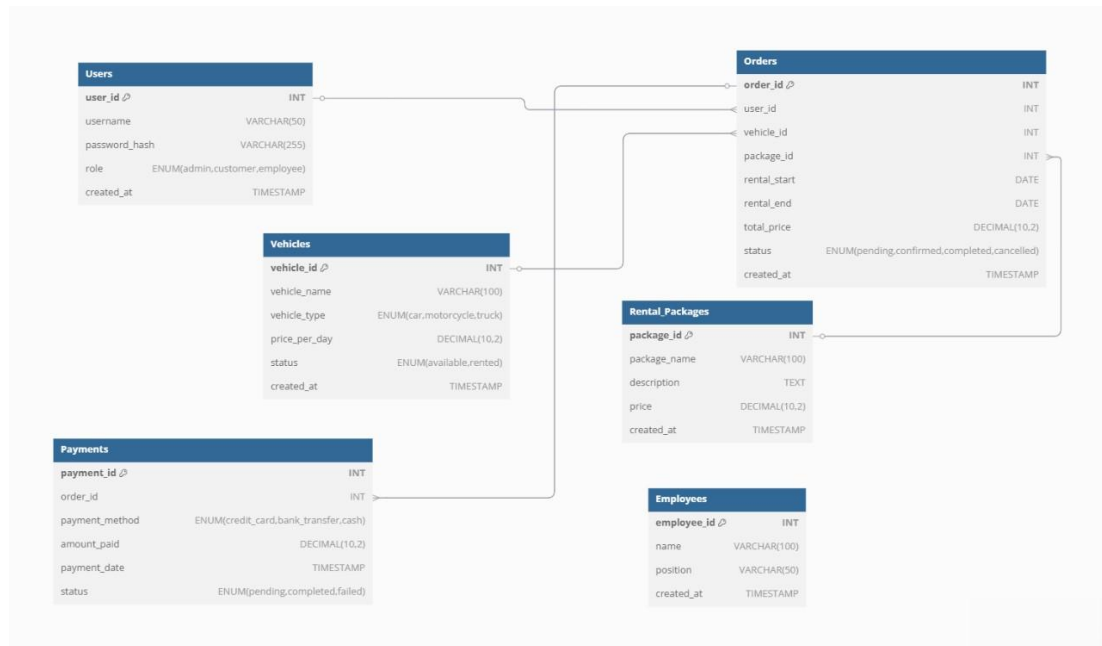 Users
user_id INT
username VARCHAR(50)
password_hash VARCHAR(255)
role ENUM(admin,customer,employee)
created_at TIMESTAMP
Orders
order_id INT
user_id INT
vehicle_id INT
package_id INT
rental_start DATE
rental_end DATE
total_price DECIMAL(10,2)
status ENUM(pending,confirmed,completed,cancelled)
created_at TIMESTAMP
Vehicles
vehicle_id INT
vehicle_name VARCHAR(100)
vehicle_type ENUM(car,motorcycle,truck)
price_per_day DECIMAL(10,2)
status ENUM(available,rented)
created_at TIMESTAMP
Rental_Packages
package_id INT
package_name VARCHAR(100)
description TEXT
price DECIMAL(10,2)
created_at TIMESTAMP
Payments
payment_id INT
order_id INT
payment_method ENUM(credit_card,bank_transfer,cash)
amount_paid DECIMAL(10,2)
payment_date TIMESTAMP
status ENUM(pending,completed,failed)
Employees
employee_id INT
name VARCHAR(100)
position VARCHAR(50)
created_at TIMESTAMP